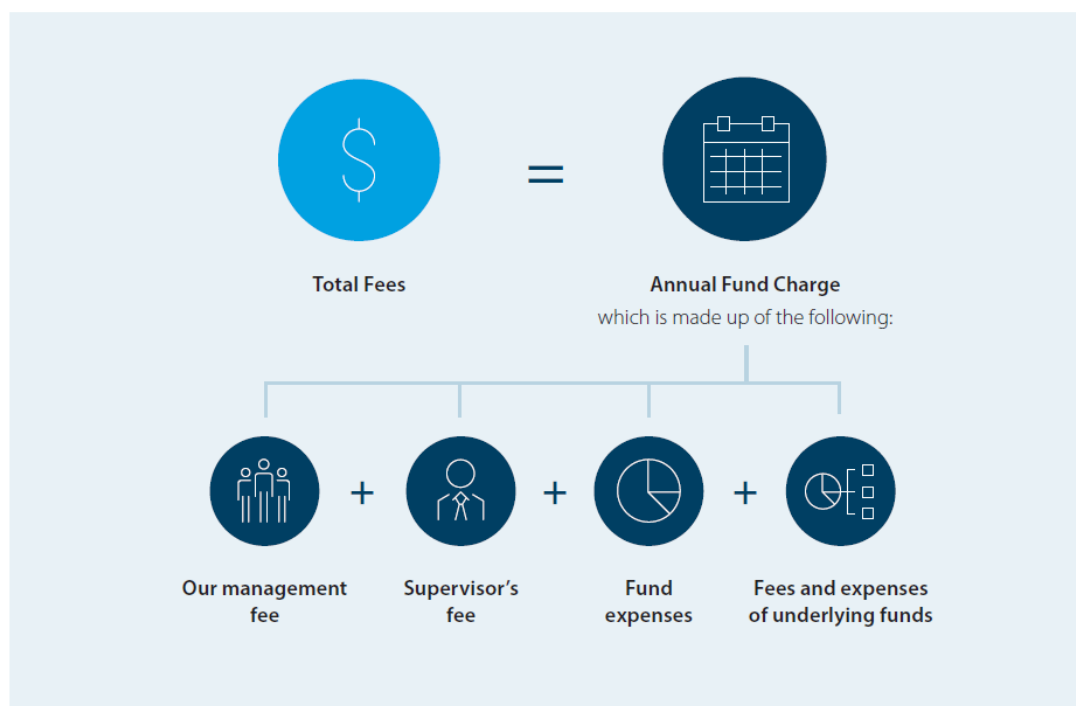 $
=
Total Fees
Annual Fund Charge
which is made up of the following:
+
+
+
Our management
fee
Supervisor's
fee
Fund
expenses
Fees and expenses
of underlying funds